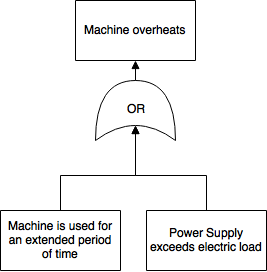 Machine overheats
OR
Machine is used for
an extended period
of time
Power Supply
exceeds electric load